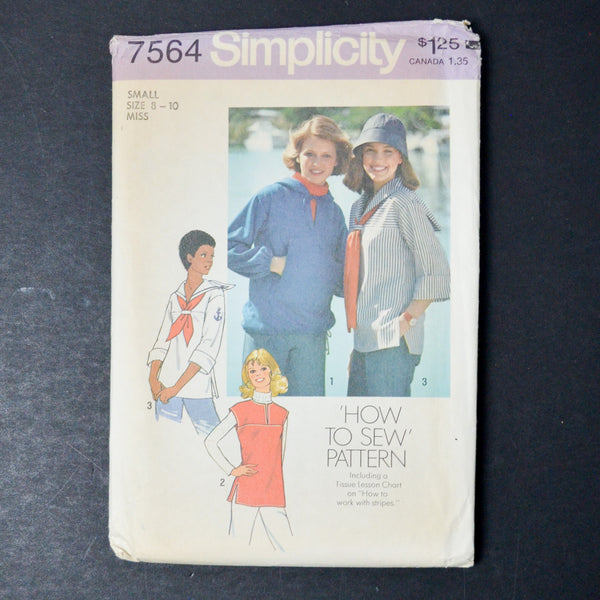 7564 Simplicity $1.25
CANADA 1.35
SMALL
SIZE 8-10
MISS
1
3
3
2
'HOW
TO SEW'
PATTERN
Including a
Tissue Lesson Chart
on "How to
work with stripes."